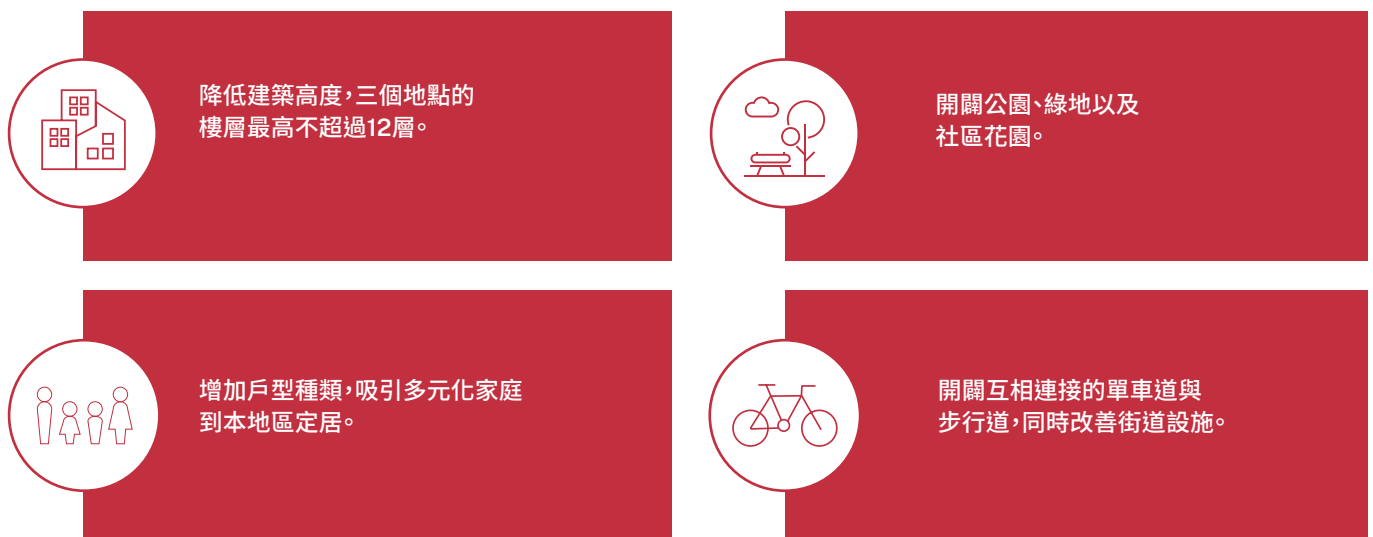 降低建築高度，三個地點的
樓層最高不超過12層。
開闢公園、綠地以及
社區花園。
增加戶型種類，吸引多元化家庭
到本地區定居。
開闢互相連接的單車道與
步行道，同時改善街道設施。